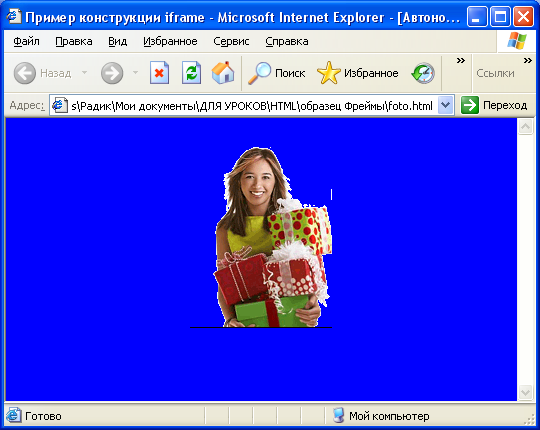 Пример конструкции iframe - Microsoft Internet Explorer - [Автоно...
Файл Правка Вид Избранное Сервис Справка
Назад Поиск Избранное » Ссылки »
Адрес: s\Радик\Мои документы\ДЛЯ УРОКОВ\HTML\образец Фреймы\foto.html Переход
Готово Мой компьютер